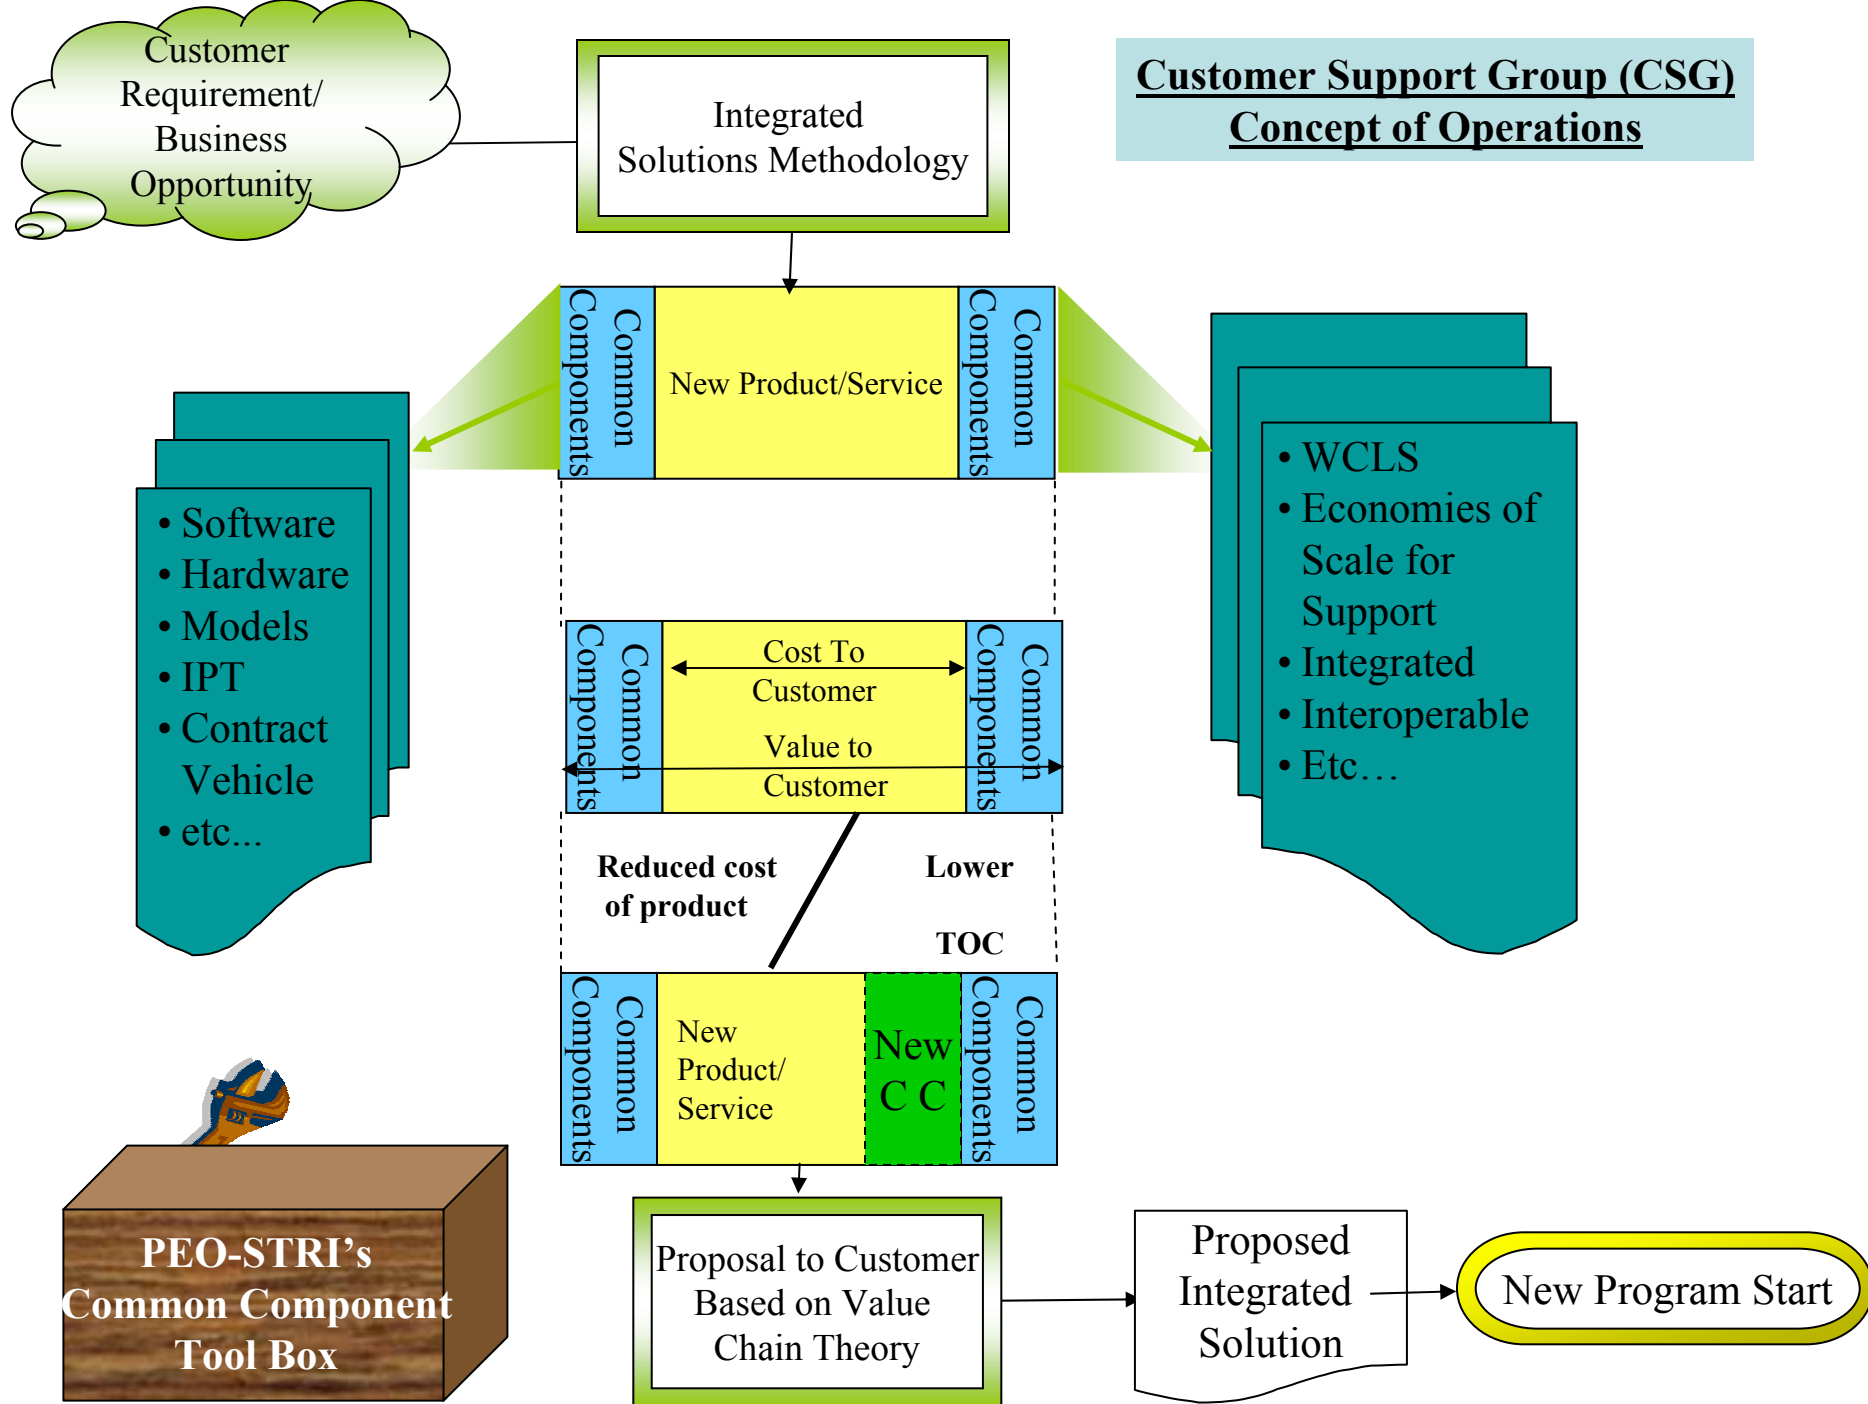 Customer
Requirement/
Business
Opportunity
Integrated
Solutions Methodology
Customer Support Group (CSG)
Concept of Operations
Common
Components
New Product/Service
Common
Components
• Software
• Hardware
• Models
• IPT
• Contract
Vehicle
• etc...
• WCLS
• Economies of
Scale for
Support
• Integrated
• Interoperable
• Etc…
Common
Components
Cost To
Customer
Value to
Customer
Common
Components
Reduced cost
of product
Lower
TOC
Common
Components
New
Product/
Service
New
C C
Common
Components
PEO-STRI’s
Common Component
Tool Box
Proposal to Customer
Based on Value
Chain Theory
Proposed
Integrated
Solution
New Program Start